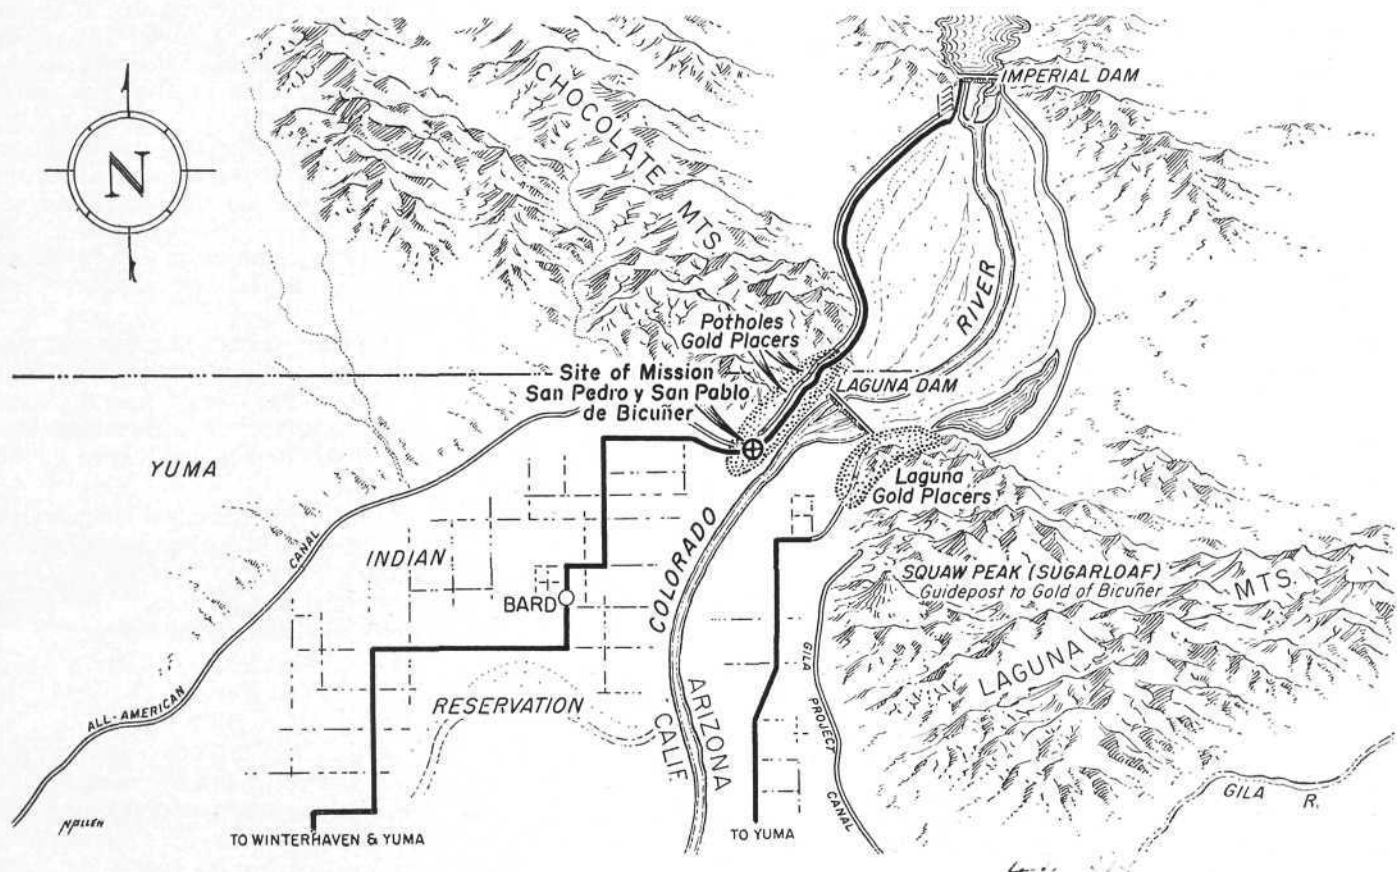 IMPERIAL DAM
CHOCOLATE
MTS.
N
RIVER
Potholes
Gold Placers
Site of Mission
San Pedro y San Pablo
de Bicuñer
LAGUNA DAM
YUMA
Laguna
Gold Placers
COLORADO
CANAL
INDIAN
SQUAW PEAK (SUGARLOAF)
Guidepost to Gold of Bicuñer
MTS.
BARD
LAGUNA
GILA
PROJECT
CANAL
RESERVATION
ARIZONA
CALIF.
ALL-AMERICAN
GILA R.
N.ALLEN
TO WINTERHAVEN & YUMA
TO YUMA